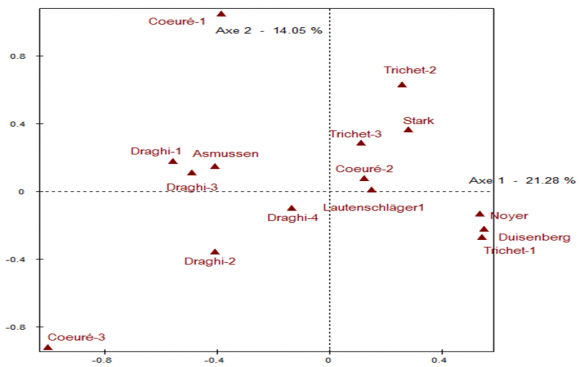 Coeuré-1
Axe 2 - 14.05 %
0.8
Trichet-2
0.4
Stark
Trichet-3
Draghi-1
Asmussen
Coeuré-2
Axe 1 - 21.28 %
Draghi-3
0
Lautenschläger1
Draghi-4
Noyer
Duisenberg
Trichet-1
Draghi-2
-0.4
-0.8
Coeuré-3
-0.8
-0.4
0
0.4